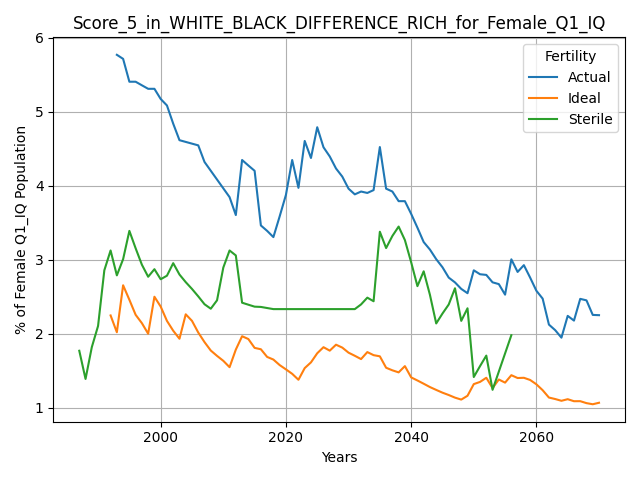 Score_5_in_WHITE_BLACK_DIFFERENCE_RICH_for_Female_Q1_IQ
% of Female Q1_IQ Population
6
5
4
3
2
1
Fertility
Actual
Ideal
Sterile
2000 2020 2040 2060
Years